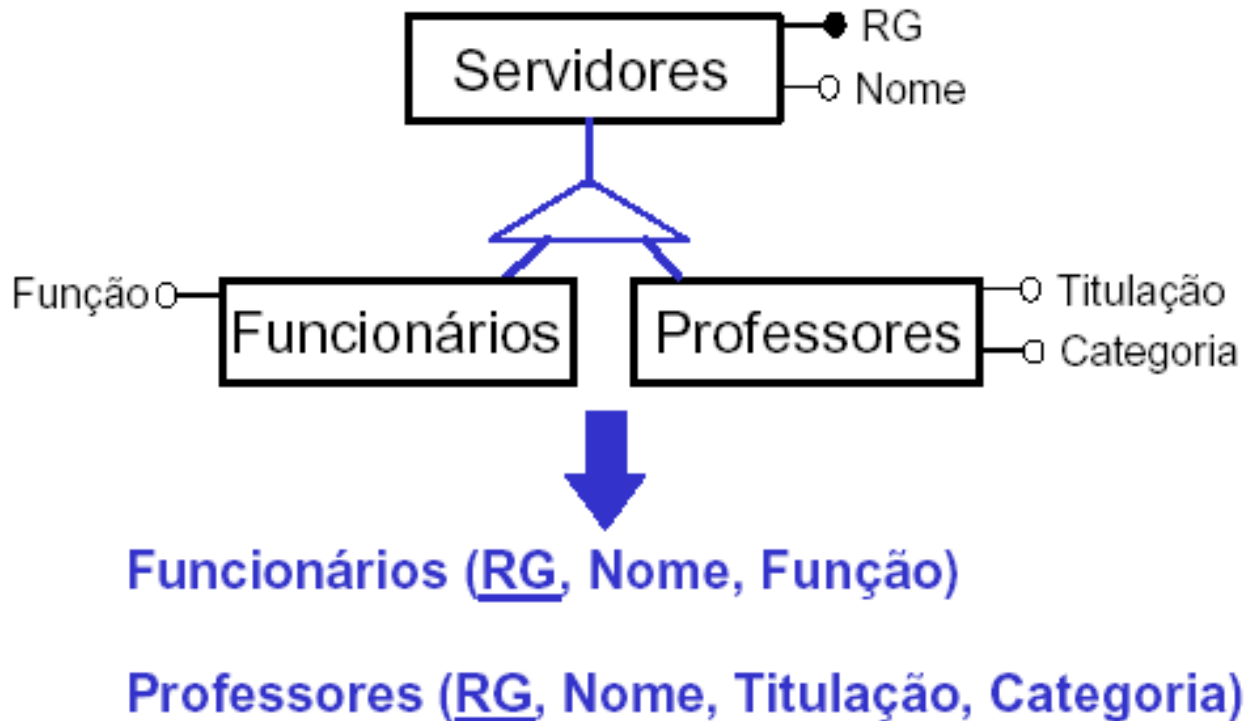 RG
Servidores
Nome
Função
Funcionários
Professores
Titulação
Categoria
Funcionários (RG, Nome, Função)
Professores (RG, Nome, Titulação, Categoria)